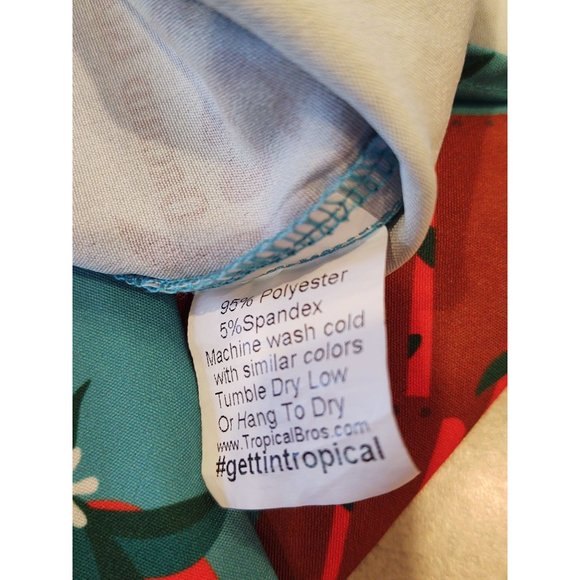 95% Polyester
5%Spandex
Machine wash cold
with similar colors
Tumble Dry Low
Or Hang To Dry
www.TropicalBros.com
#gettintropical